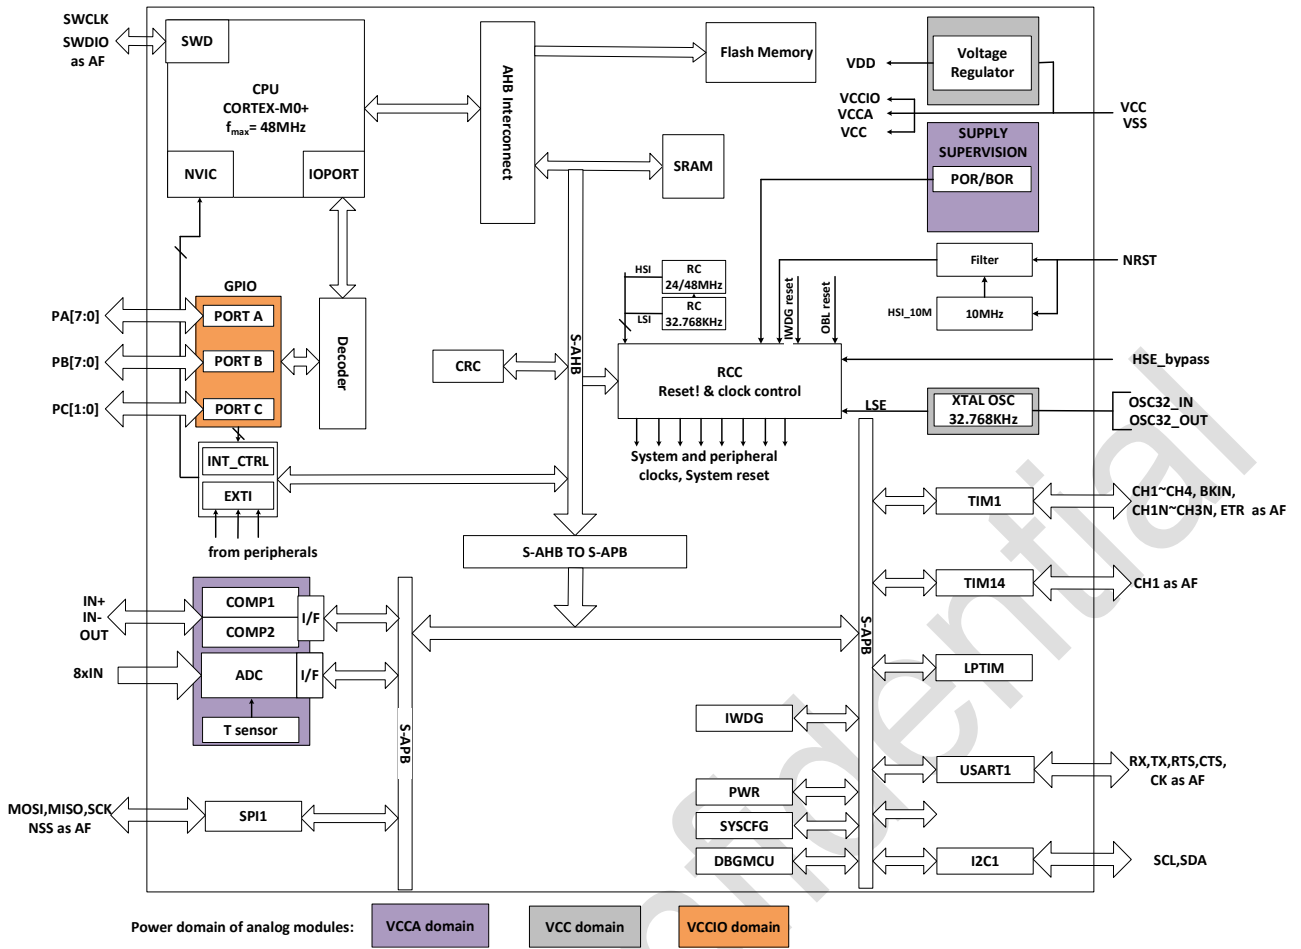 SWCLK
SWDIO
as AF
SWD
CPU
CORTEX-M0+
fmax= 48MHz
NVIC
IOPORT
AHB Interconnect
Flash Memory
SRAM
VDD
Voltage
Regulator
VCCIO
VCCA
VCC
VCC
VSS
SUPPLY
SUPERVISION
POR/BOR
Filter
NRST
HSI_10M
10MHz
HSI
RC
24/48MHz
LSI
RC
32.768KHz
IWDG reset
OBL reset
GPIO
PA[7:0]
PORT A
PB[7:0]
PORT B
PC[1:0]
PORT C
Decoder
CRC
S-AHB
RCC
Reset! & clock control
HSE_bypass
LSE
XTAL OSC
32.768KHz
OSC32_IN
OSC32_OUT
System and peripheral
clocks, System reset
INT_CTRL
EXTI
from peripherals
S-AHB TO S-APB
TIM1
CH1~CH4, BKIN,
CH1N~CH3N, ETR as AF
TIM14
CH1 as AF
IN+
IN-
OUT
COMP1
COMP2
I/F
8xIN
ADC
I/F
T sensor
S-APB
S-APB
LPTIM
IWDG
USART1
RX,TX,RTS,CTS,
CK as AF
PWR
SYSCFG
DBGMCU
I2C1
SCL,SDA
MOSI,MISO,SCK
NSS as AF
SPI1
Power domain of analog modules:
VCCA domain
VCC domain
VCCIO domain
nfidential